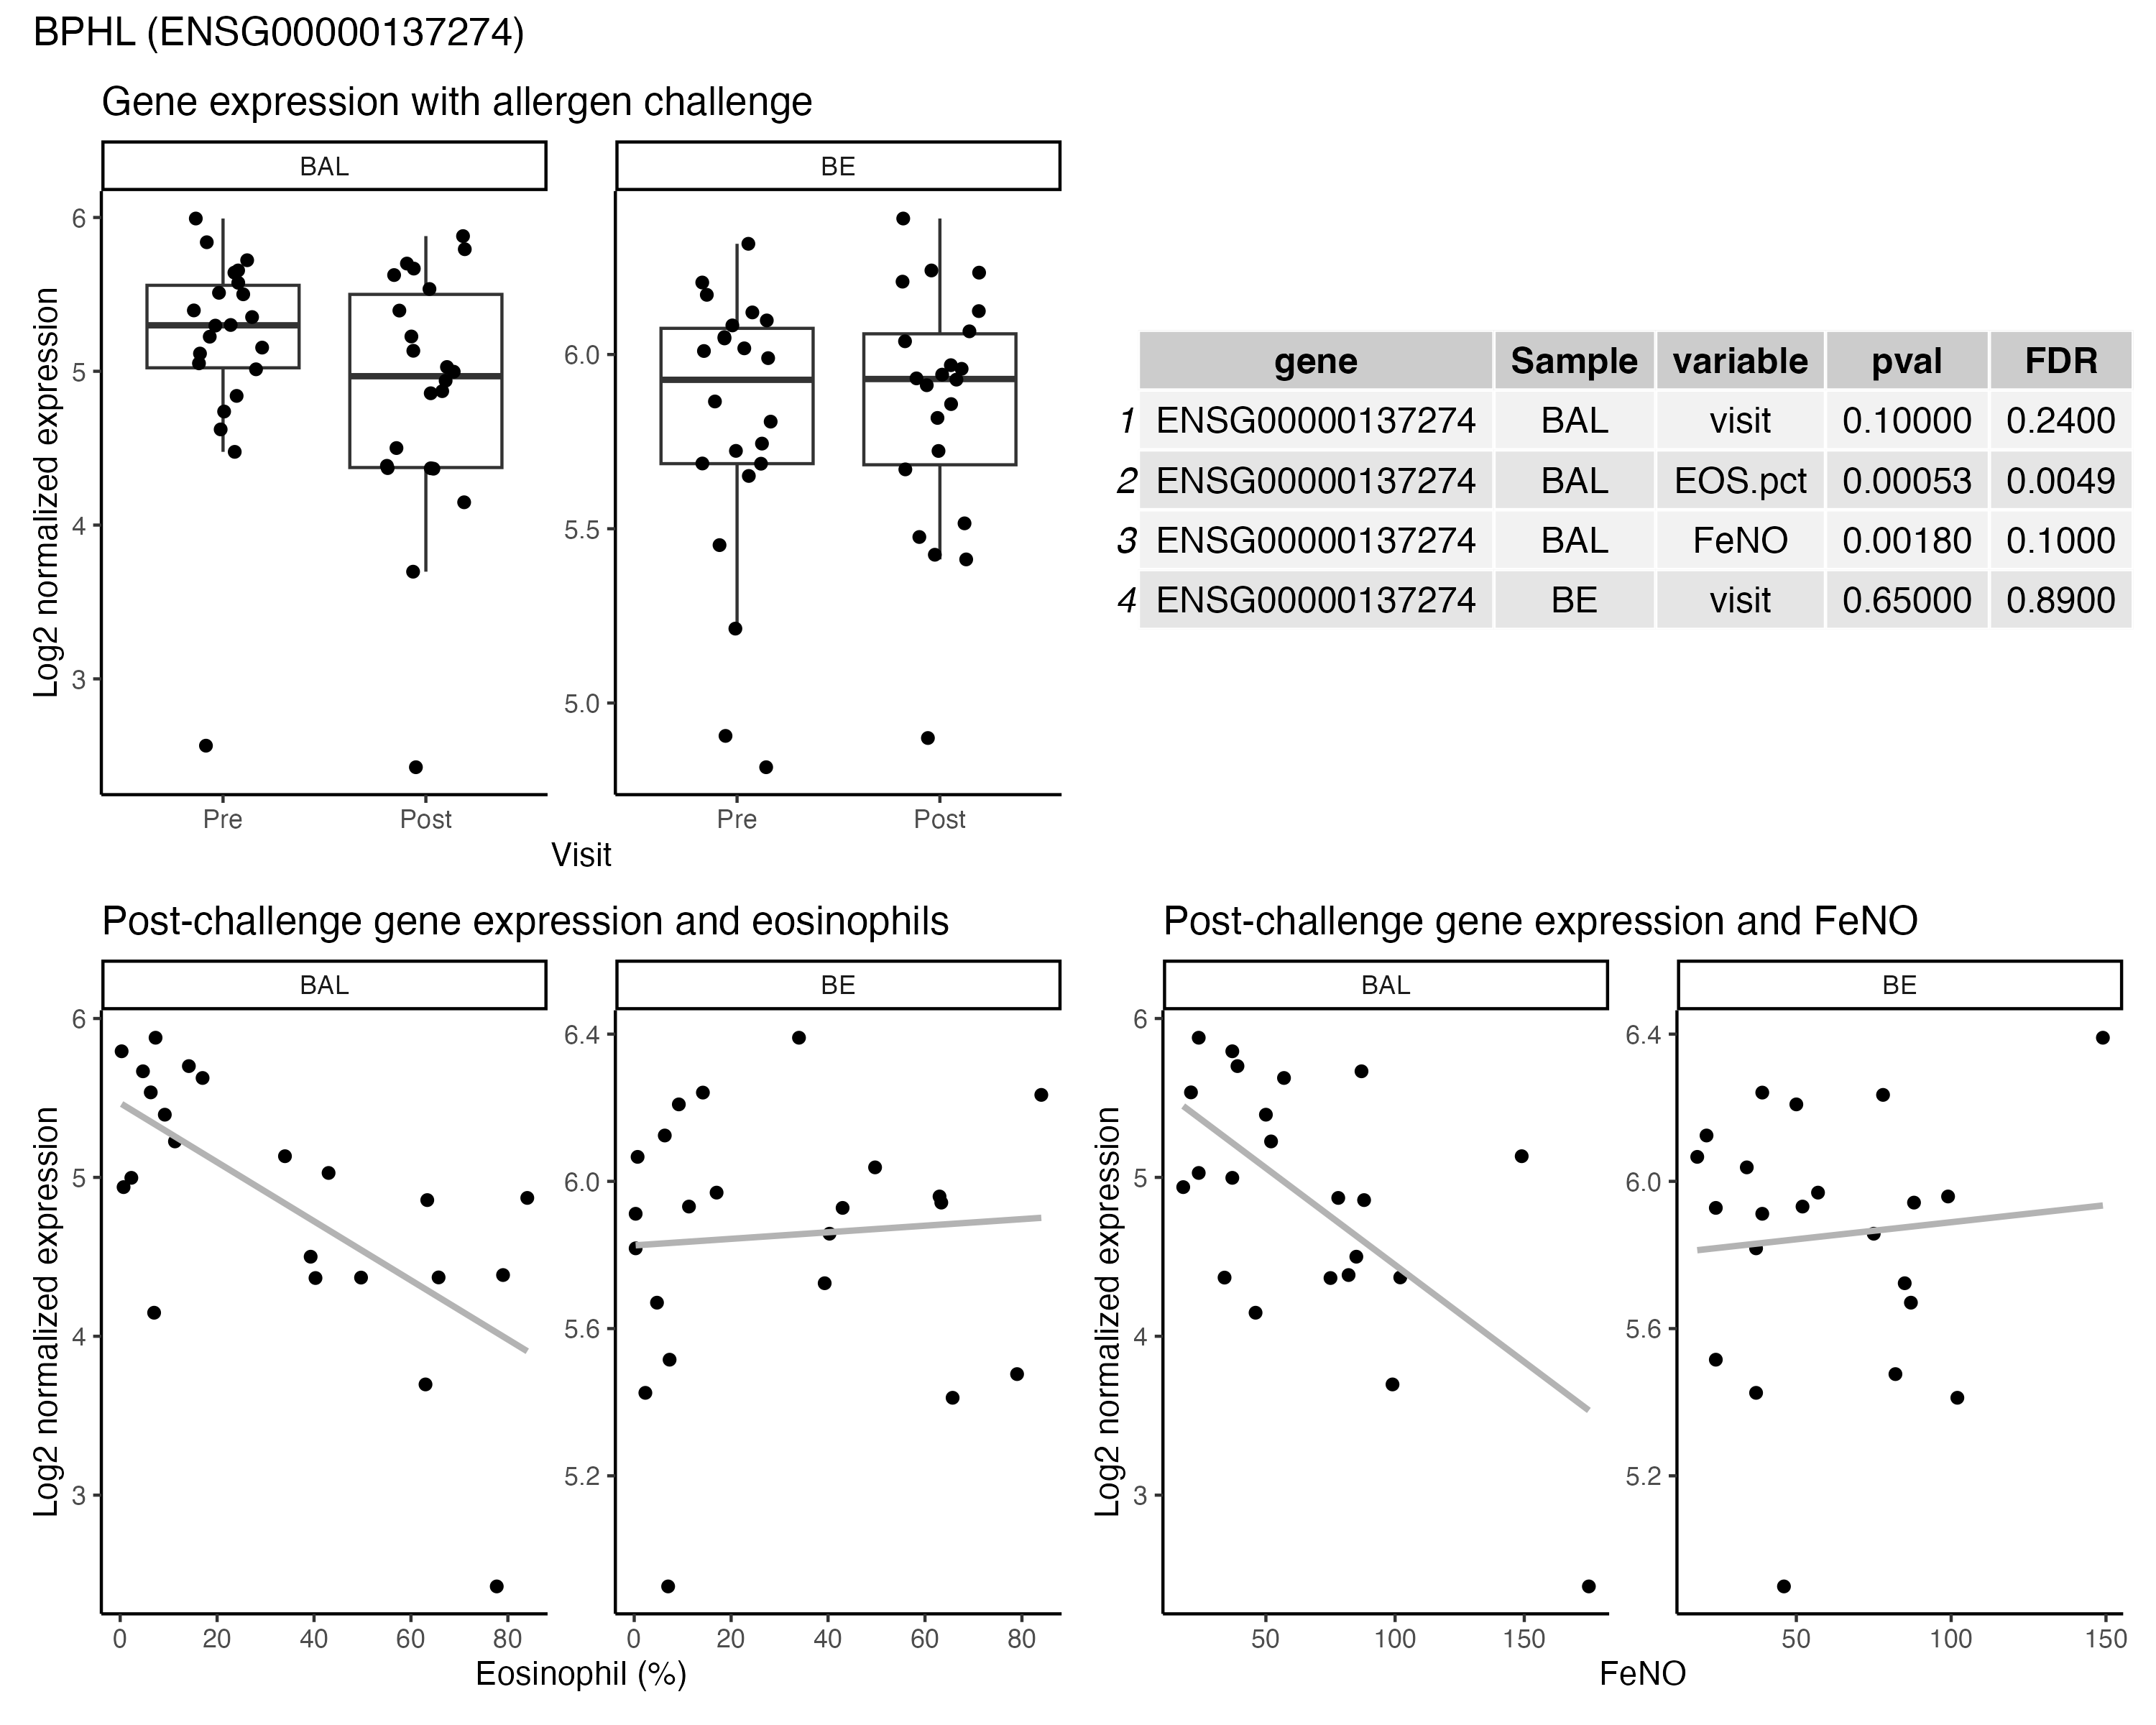 BPHL (ENSG00000137274)
Gene expression with allergen challenge
BAL
BE
Log2 normalized expression
6
5
4
3
6.0
5.5
5.0
Pre
Post
Pre
Post
Visit
gene Sample variable pval FDR
1 ENSG00000137274 BAL visit 0.10000 0.2400
2 ENSG00000137274 BAL EOS.pct 0.00053 0.0049
3 ENSG00000137274 BAL FeNO 0.00180 0.1000
4 ENSG00000137274 BE visit 0.65000 0.8900
Post-challenge gene expression and eosinophils
BAL
BE
Log2 normalized expression
6
5
4
3
6.4
6.0
5.6
5.2
0 20 40 60 80
0 20 40 60 80
Eosinophil (%)
Post-challenge gene expression and FeNO
BAL
BE
Log2 normalized expression
6
5
4
3
6.4
6.0
5.6
5.2
50 100 150
50 100 150
FeNO